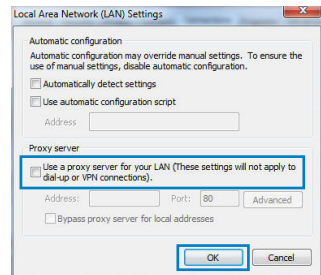 Local Area Network (LAN) Settings
Automatic configuration
Automatic configuration may override manual settings. To ensure the
use of manual settings, disable automatic configuration.
Automatically detect settings
Use automatic configuration script
Address
Proxy server
Use a proxy server for your LAN (These settings will not apply to
dial-up or VPN connections).
Address: Port: 80 Advanced
Bypass proxy server for local addresses
OK Cancel